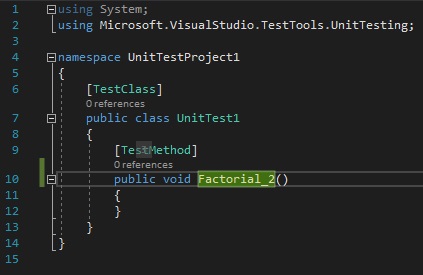 1 using System;
2 using Microsoft.VisualStudio.TestTools.UnitTesting;
3
4 namespace UnitTestProject1
5 {
6 [TestClass]
0 references
7 public class UnitTest1
8 {
9 [TestMethod]
0 references
10 public void Factorial_2()
11 {
12 }
13 }
14 }
15